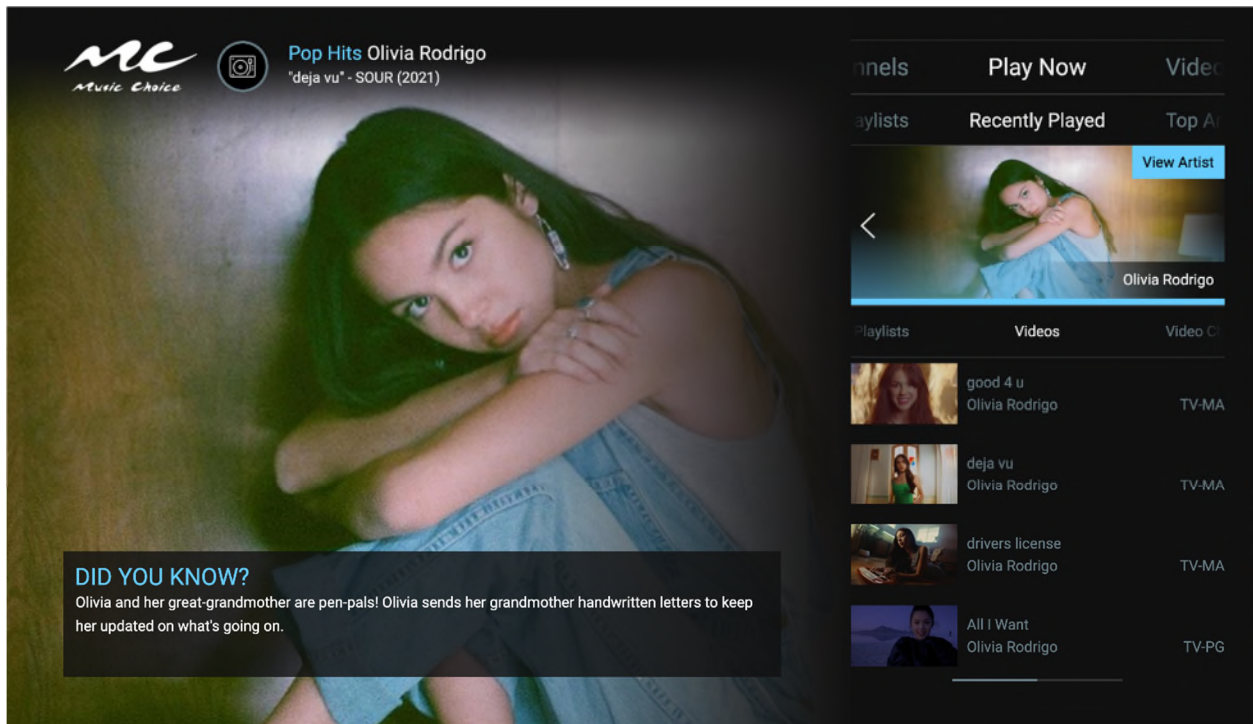 MC
Music Choice
Pop Hits Olivia Rodrigo
"deja vu" - SOUR (2021)
DID YOU KNOW?
Olivia and her great-grandmother are pen-pals! Olivia sends her grandmother handwritten letters to keep
her updated on what's going on.
nnels Play Now Videc
aylists Recently Played Top Ar
View Artist
Olivia Rodrigo
Playlists Videos Video C
good 4 u
Olivia Rodrigo TV-MA
deja vu
Olivia Rodrigo TV-MA
drivers license
Olivia Rodrigo TV-MA
All I Want
Olivia Rodrigo TV-PG